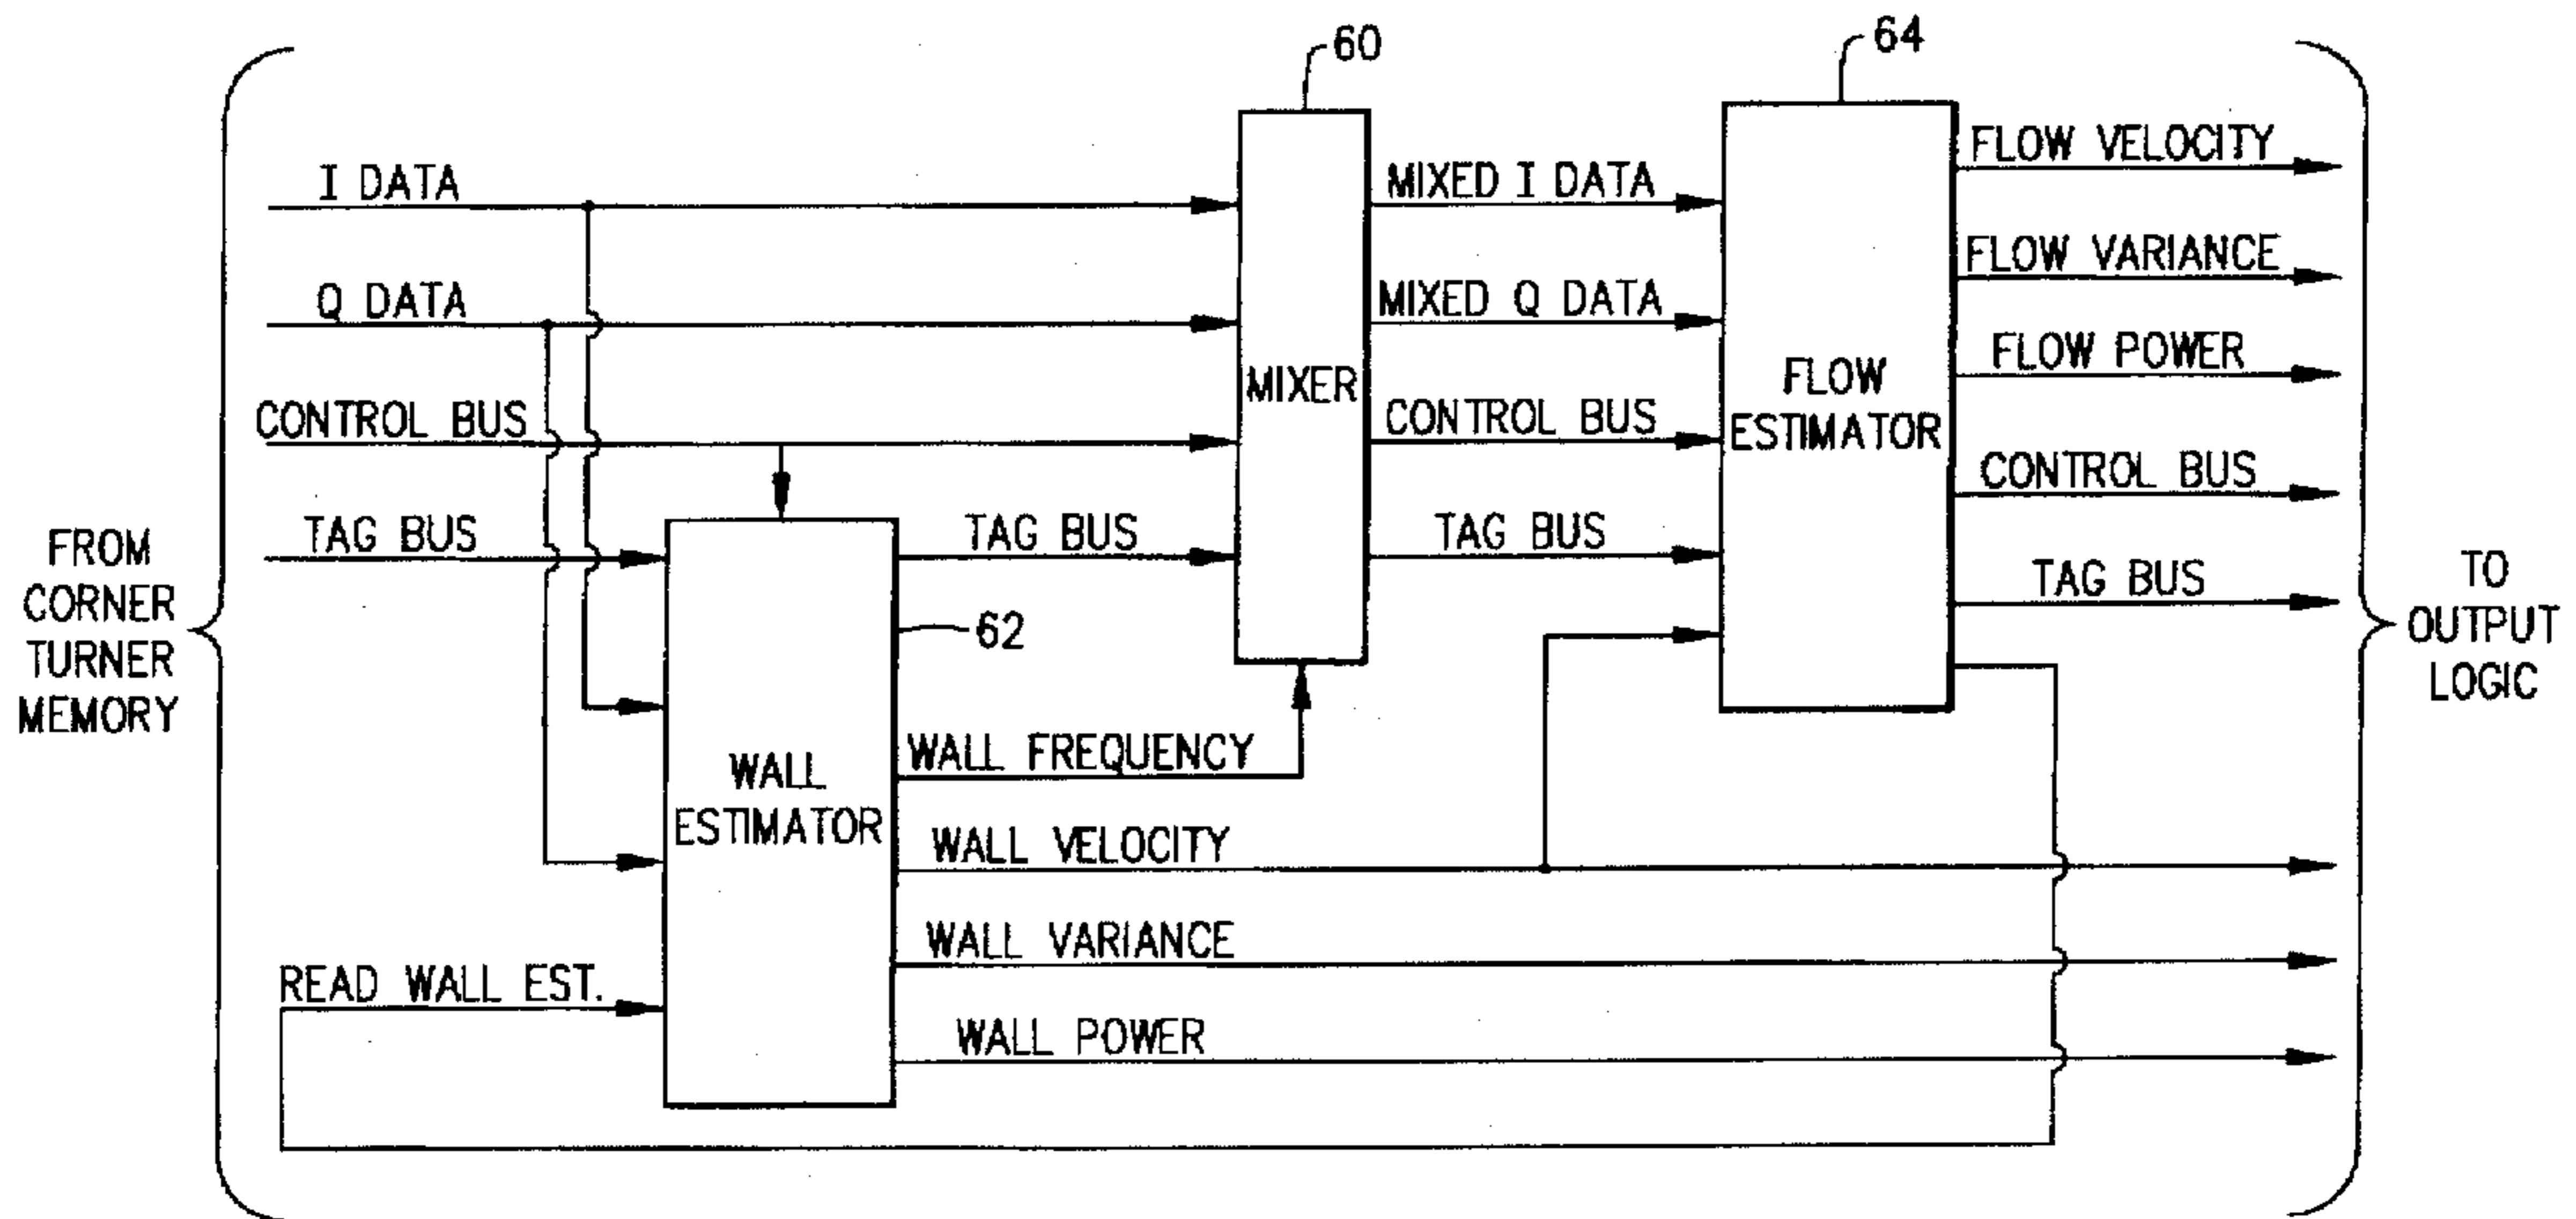 60
64
I DATA
MIXED I DATA
FLOW VELOCITY
Q DATA
MIXED Q DATA
FLOW VARIANCE
MIXER
FLOW
ESTIMATOR
FLOW POWER
CONTROL BUS
CONTROL BUS
CONTROL BUS
TAG BUS
TAG BUS
TAG BUS
TAG BUS
FROM
CORNER
TURNER
MEMORY
TO
OUTPUT
LOGIC
62
WALL
ESTIMATOR
WALL FREQUENCY
WALL VELOCITY
WALL VARIANCE
READ WALL EST.
WALL POWER